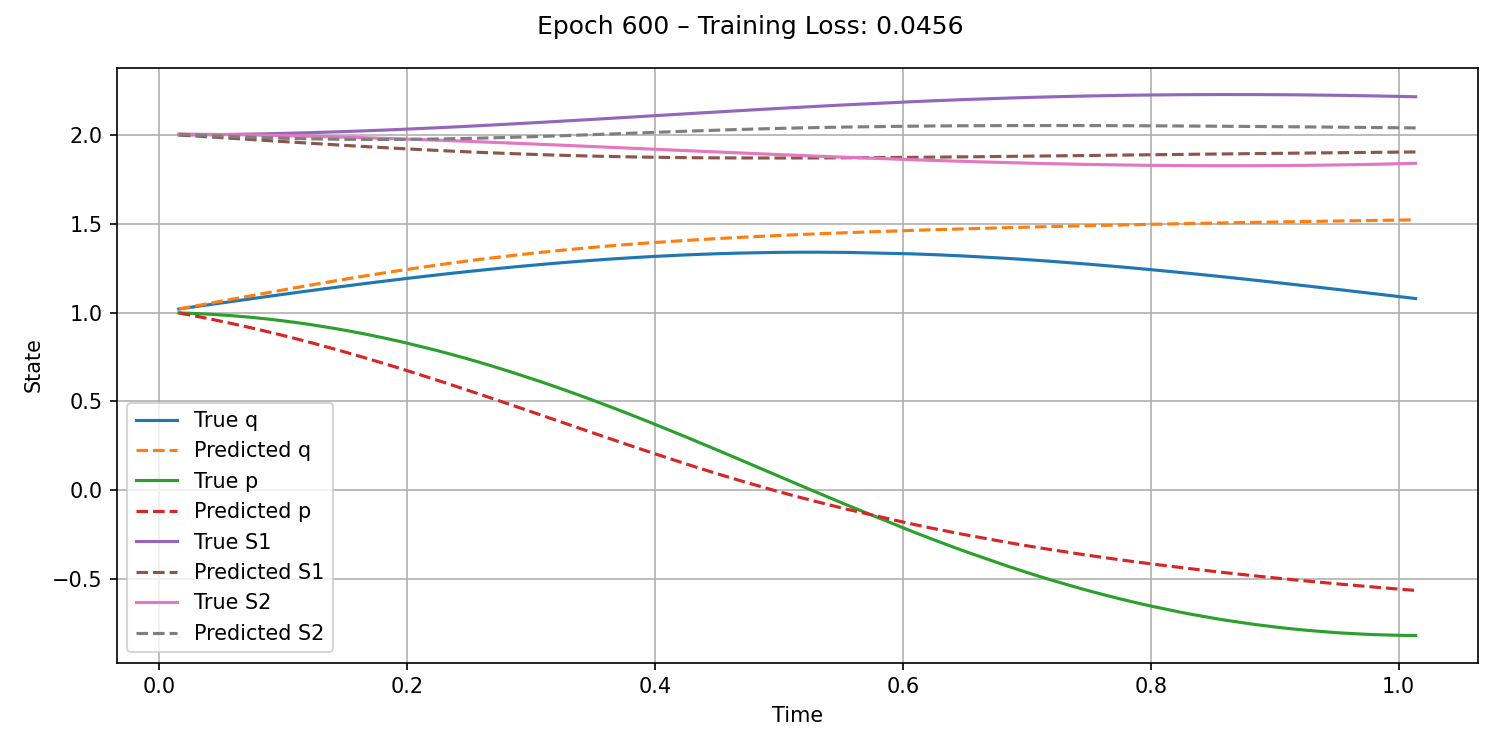 Epoch 600 – Training Loss: 0.0456
State
2.0
1.5
1.0
0.5
0.0
−0.5
True q
Predicted q
True p
Predicted p
True S1
Predicted S1
True S2
Predicted S2
0.0 0.2 0.4 0.6 0.8 1.0
Time